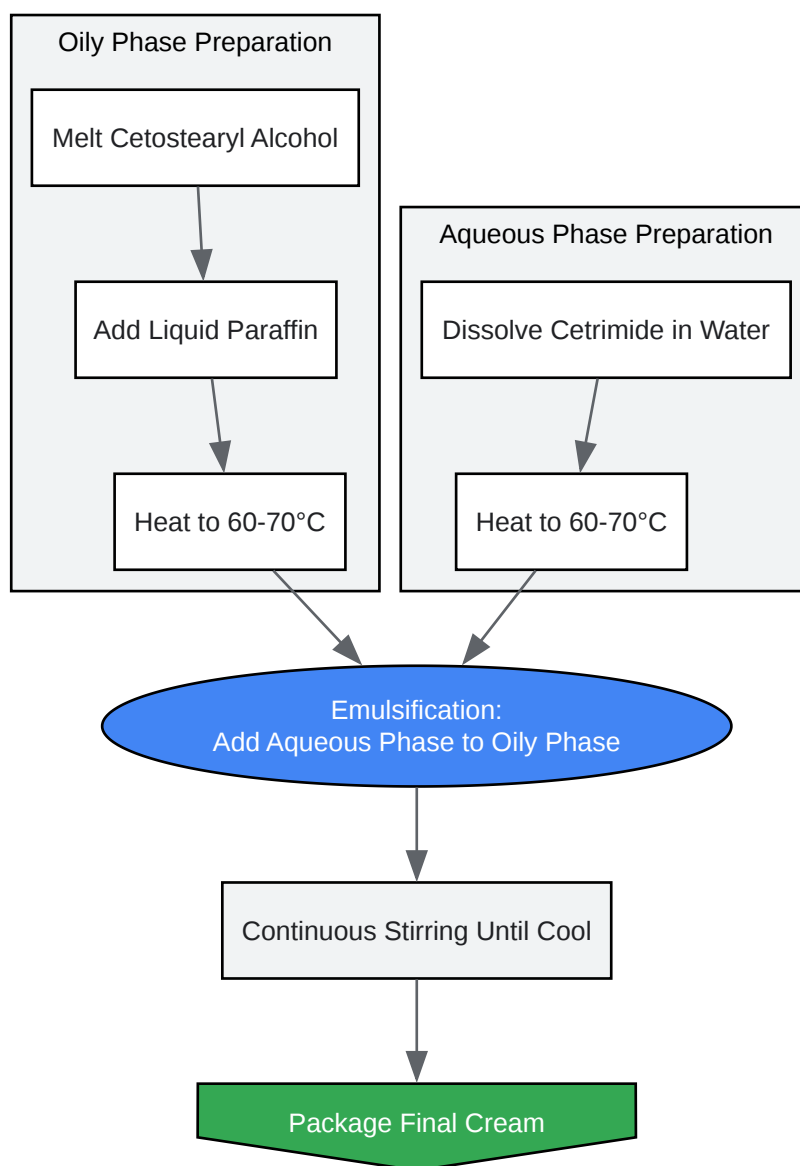 Oily Phase Preparation
Melt Cetostearyl Alcohol
Add Liquid Paraffin
Heat to 60-70°C
Aqueous Phase Preparation
Dissolve Cetrimide in Water
Heat to 60-70°C
Emulsification:
Add Aqueous Phase to Oily Phase
Continuous Stirring Until Cool
Package Final Cream